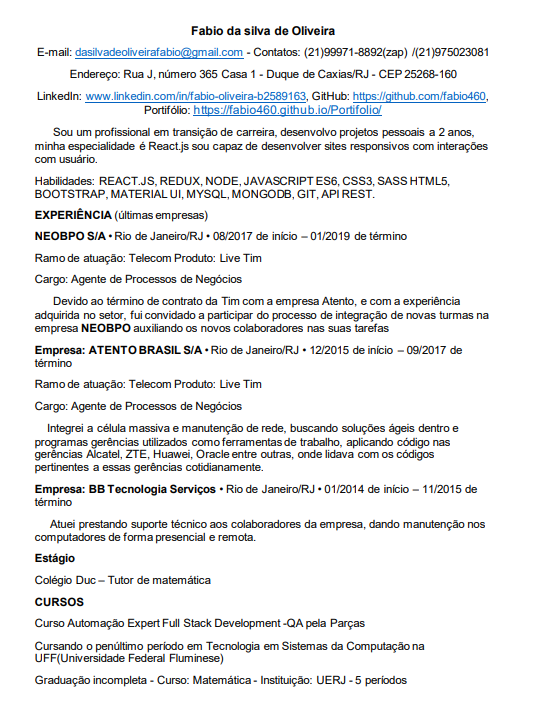 Fabio da silva de Oliveira
E-mail: dasilvadeoliveirafabio@gmail.com - Contatos: (21)99971-8892(zap) /(21)975023081
Endereço: Rua J, número 365 Casa 1 - Duque de Caxias/RJ - CEP 25268-160
LinkedIn: www.linkedin.com/in/fabio-oliveira-b2589163, GitHub: https://github.com/fabio460,
Portifólio: https://fabio460.github.io/Portifolio/
Sou um profissional em transição de carreira, desenvolvo projetos pessoais a 2 anos,
minha especialidade é React.js sou capaz de desenvolver sites responsivos com interações
com usuário.
Habilidades: REACT.JS, REDUX, NODE, JAVASCRIPT ES6, CSS3, SASS HTML5,
BOOTSTRAP, MATERIAL UI, MYSQL, MONGODB, GIT, API REST.
EXPERIÊNCIA (últimas empresas)
NEOBPO S/A • Rio de Janeiro/RJ • 08/2017 de início – 01/2019 de término
Ramo de atuação: Telecom Produto: Live Tim
Cargo: Agente de Processos de Negócios
Devido ao término de contrato da Tim com a empresa Atento, e com a experiência
adquirida no setor, fui convidado a participar do processo de integração de novas turmas na
empresa NEOBPO auxiliando os novos colaboradores nas suas tarefas
Empresa: ATENTO BRASIL S/A • Rio de Janeiro/RJ • 12/2015 de início – 09/2017 de
término
Ramo de atuação: Telecom Produto: Live Tim
Cargo: Agente de Processos de Negócios
Integrei a célula massiva e manutenção de rede, buscando soluções ágeis dentro e
programas gerências utilizados como ferramentas de trabalho, aplicando código nas
gerências Alcatel, ZTE, Huawei, Oracle entre outras, onde lidava com os códigos
pertinentes a essas gerências cotidianamente.
Empresa: BB Tecnologia Serviços • Rio de Janeiro/RJ • 01/2014 de início – 11/2015 de
término
Atuei prestando suporte técnico aos colaboradores da empresa, dando manutenção nos
computadores de forma presencial e remota.
Estágio
Colégio Duc – Tutor de matemática
CURSOS
Curso Automação Expert Full Stack Development -QA pela Parças
Cursando o penúltimo período em Tecnologia em Sistemas da Computação na
UFF(Universidade Federal Fluminese)
Graduação incompleta - Curso: Matemática - Instituição: UERJ - 5 períodos